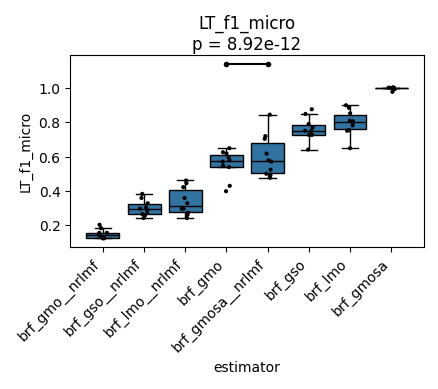 LT_f1_micro
p = 8.92e-12
LT_f1_micro
1.0
0.8
0.6
0.4
0.2
brf_gmo__nrlmf
brf_gso__nrlmf
brf_lmo__nrlmf
brf_gmo
brf_gmosa__nrlmf
brf_gso
brf_lmo
brf_gmosa
estimator